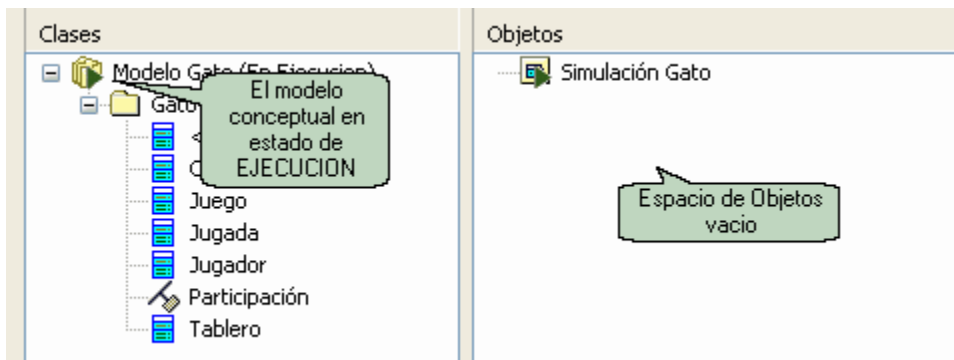 Clases
Modelo Gato (En Ejecucion)
Gato
El modelo
conceptual en
estado de
EJECUCION
Juego
Jugada
Jugador
Participación
Tablero
Objetos
Simulación Gato
Espacio de Objetos
vacio